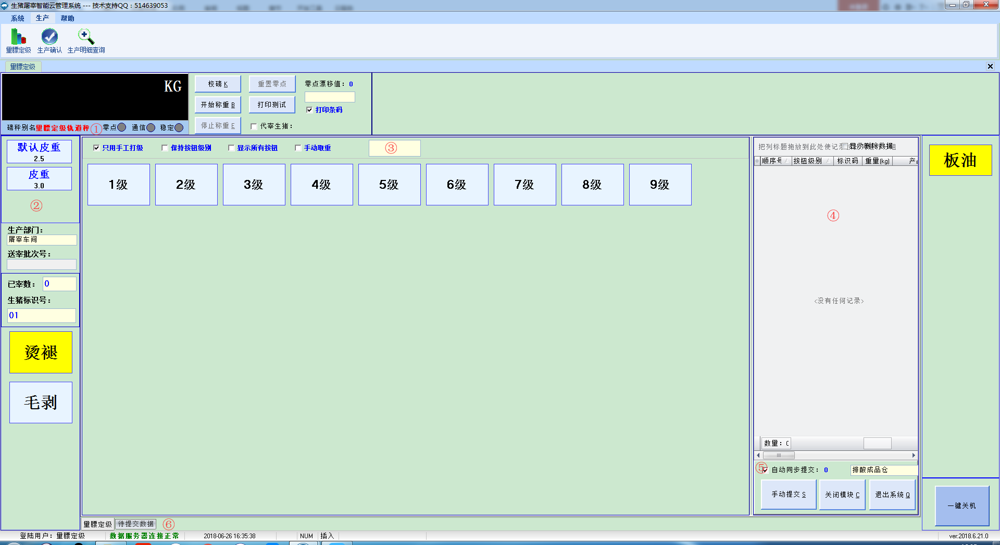 生猪屠宰智能云管理系统 --- 技术支持QQ：514639053
系统 生产 帮助
量膘定级 生产确认 生产明细查询
量膘定级
KG
校磅 K 重置零点 零点漂移值：0
开始称重 B 打印测试
打印条码
停止称重 E 代宰生猪：
磅秤别名量膘定级轨道秤 ① 零点 通信 稳定
默认皮重
2.5
皮重
3.0
②
生产部门：
屠宰车间
送宰批次号：
已宰数：0
生猪标识号：
01
烫褪
毛剥
只用手工打级 保持按钮级别 显示所有按钮 手动取重 ③
1级 2级 3级 4级 5级 6级 7级 8级 9级
把列标题拖放到此处使记录 显示删除数据
顺序号 按钮级别 标识码 重量(kg)
④
<没有任何记录>
数量：
⑤ 自动同步提交：0 排酸成品仓
手动提交 S 关闭模块 C 退出系统 Q
板油
一键关机
量膘定级 待提交数据 ⑥
登陆用户：量膘定级 数据服务器连接正常 2018-06-26 16:35:38 NUM 插入 ver:2018.6.21.0